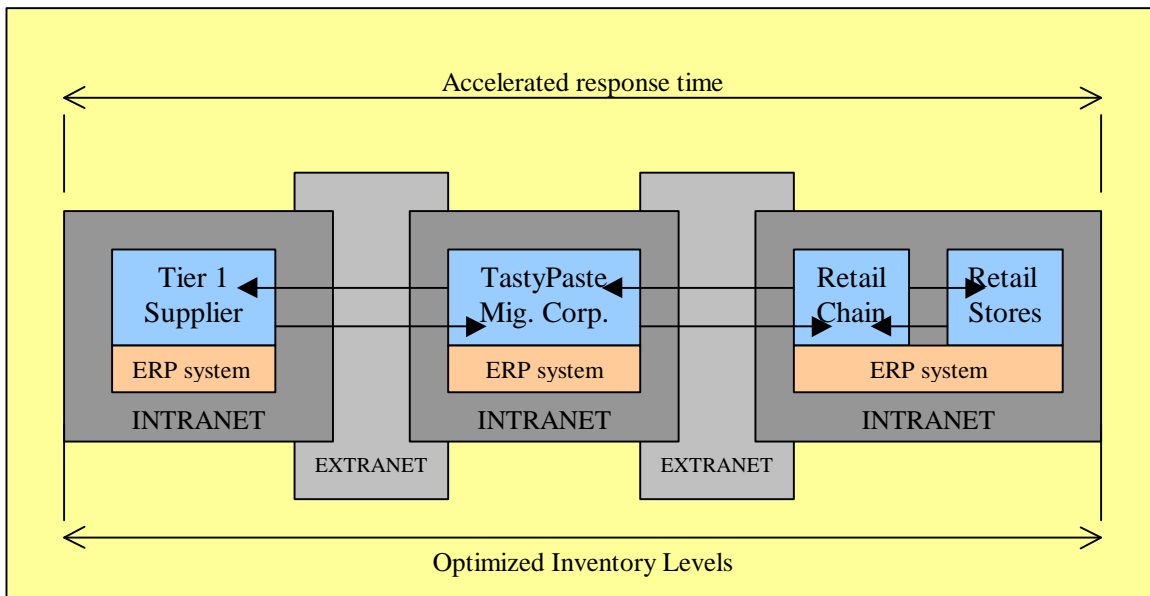 Accelerated response time
Tier 1
Supplier
TastyPaste
Mig. Corp.
Retail
Chain
Retail
Stores
ERP system
ERP system
ERP system
INTRANET
INTRANET
INTRANET
EXTRANET
EXTRANET
Optimized Inventory Levels